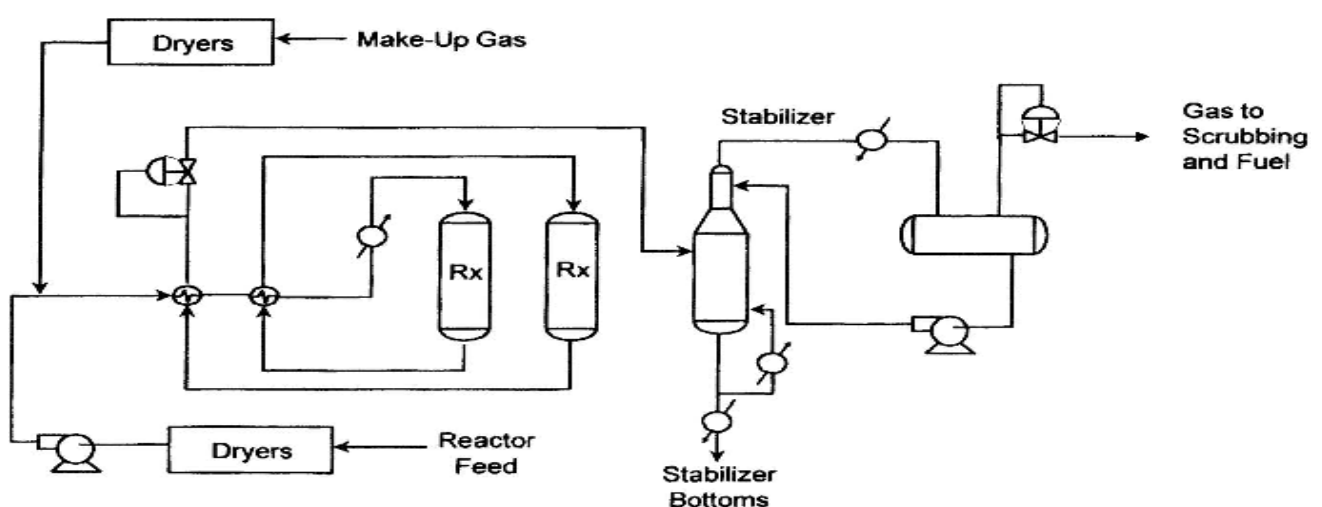 Dryers
Make-Up Gas
Stabilizer
Gas to
Scrubbing
and Fuel
Rx
Rx
Dryers
Reactor
Feed
Stabilizer
Bottoms